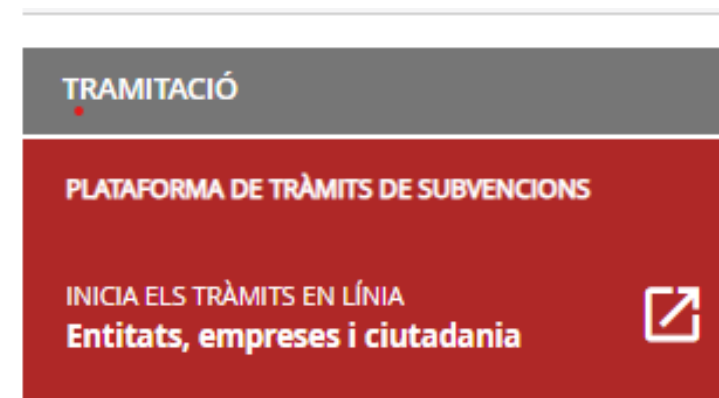 TRAMITACIÓ
PLATAFORMA DE TRÀMITS DE SUBVENCIONS
INICIA ELS TRÀMITS EN LÍNIA
Entitats, empreses i ciutadania